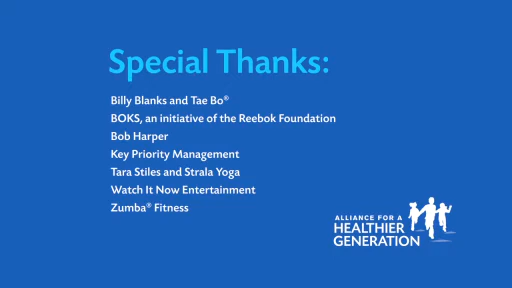 Special Thanks:
Billy Blanks and Tae Bo®
BOKS, an initiative of the Reebok Foundation
Bob Harper
Key Priority Management
Tara Stiles and Strala Yoga
Watch It Now Entertainment
Zumba® Fitness
ALLIANCE FOR A
HEALTHIER
GENERATION